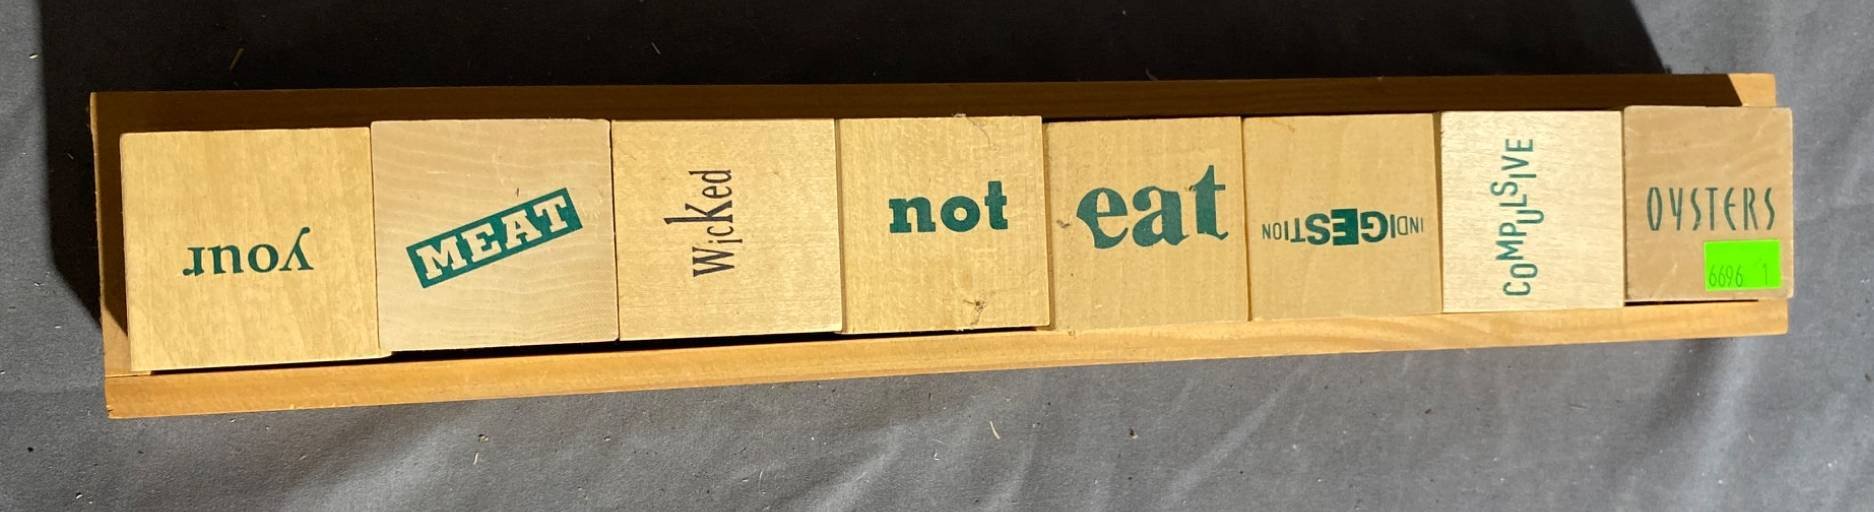 your
MEAT
Wicked
not
eat
INDIGESTION
COMPULSIVE
OYSTERS
6696 1